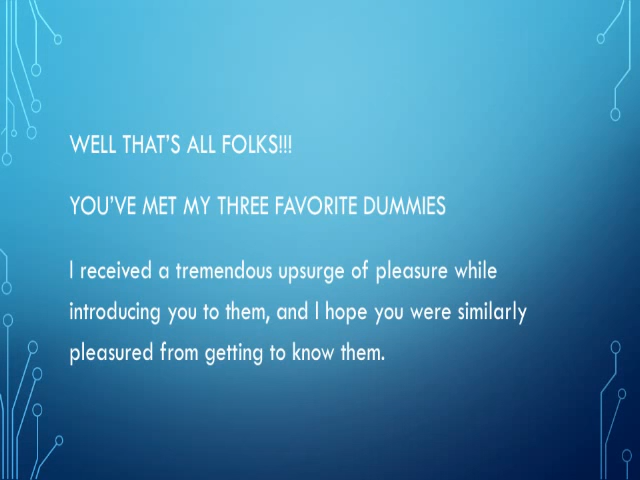 WELL THAT’S ALL FOLKS!!!
YOU’VE MET MY THREE FAVORITE DUMMIES
I received a tremendous upsurge of pleasure while
introducing you to them, and I hope you were similarly
pleasured from getting to know them.